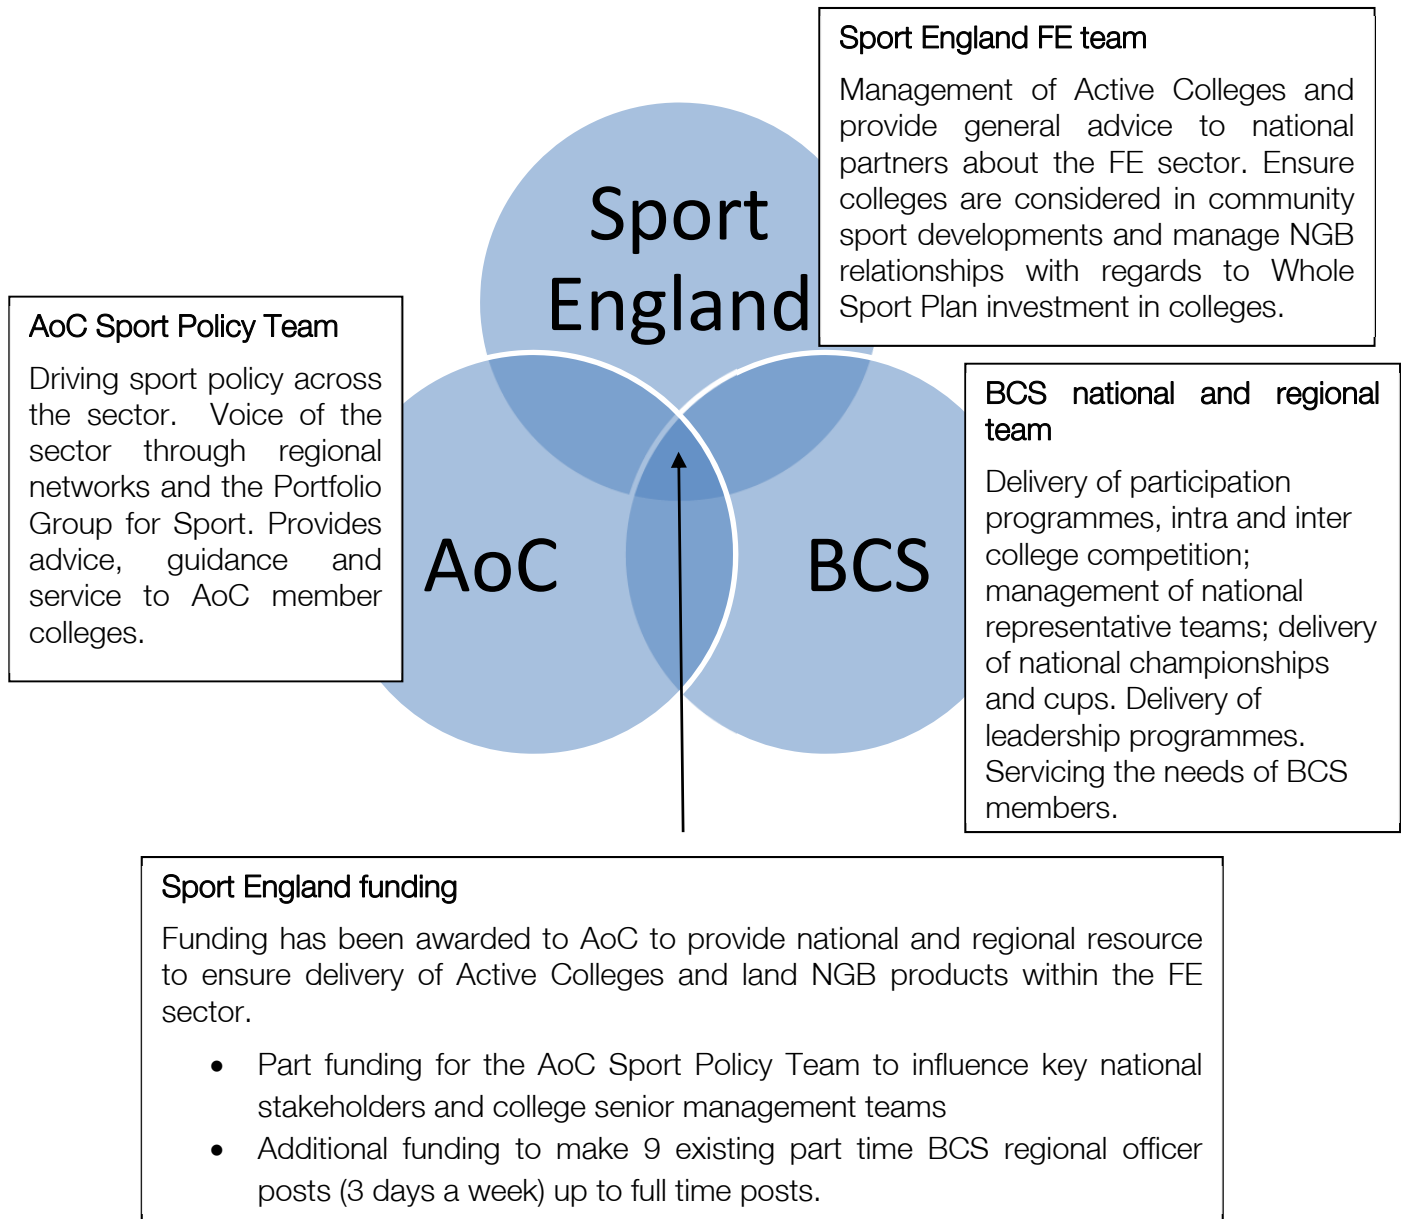 Sport England FE team
Management of Active Colleges and
provide general advice to national
partners about the FE sector. Ensure
colleges are considered in community
sport developments and manage NGB
relationships with regards to Whole
Sport Plan investment in colleges.
Sport
England
AoC Sport Policy Team
Driving sport policy across
the sector. Voice of the
sector through regional
networks and the Portfolio
Group for Sport. Provides
advice, guidance and
service to AoC member
colleges.
AoC
BCS
BCS national and regional
team
Delivery of participation
programmes, intra and inter
college competition;
management of national
representative teams; delivery
of national championships
and cups. Delivery of
leadership programmes.
Servicing the needs of BCS
members.
Sport England funding
Funding has been awarded to AoC to provide national and regional resource
to ensure delivery of Active Colleges and land NGB products within the FE
sector.
• Part funding for the AoC Sport Policy Team to influence key national
stakeholders and college senior management teams
• Additional funding to make 9 existing part time BCS regional officer
posts (3 days a week) up to full time posts.